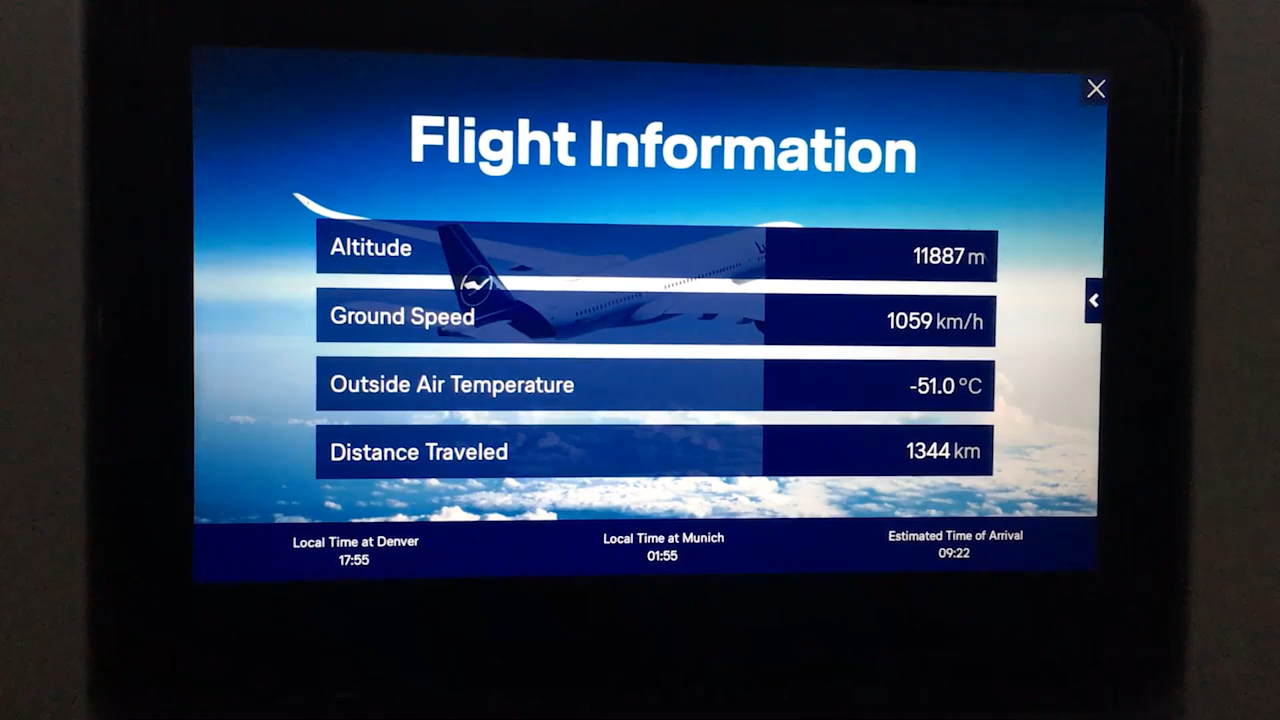 Flight Information
Altitude 11887 m
Ground Speed 1059 km/h
Outside Air Temperature -51.0 °C
Distance Traveled 1344 km
Local Time at Denver
17:55
Local Time at Munich
01:55
Estimated Time of Arrival
09:22